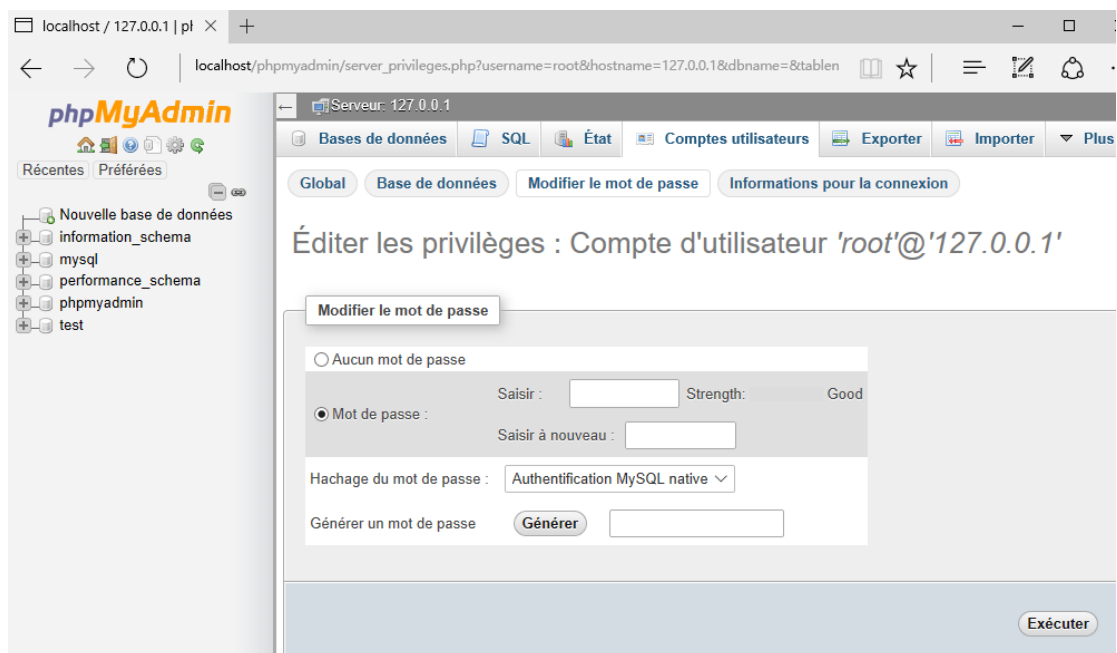 localhost / 127.0.0.1 | pl
localhost/phpmyadmin/server_privileges.php?username=root&hostname=127.0.0.1&dbname=&tablen
phpMyAdmin
Récentes Préférées
Nouvelle base de données
information_schema
mysql
performance_schema
phpmyadmin
test
Serveur: 127.0.0.1
Bases de données SQL État Comptes utilisateurs Exporter Importer Plus
Global Base de données Modifier le mot de passe Informations pour la connexion
Éditer les privilèges : Compte d'utilisateur 'root'@'127.0.0.1'
Modifier le mot de passe
Aucun mot de passe
Saisir : Strength: Good
Mot de passe :
Saisir à nouveau :
Hachage du mot de passe : Authentification MySQL native
Générer un mot de passe Générer
Exécuter